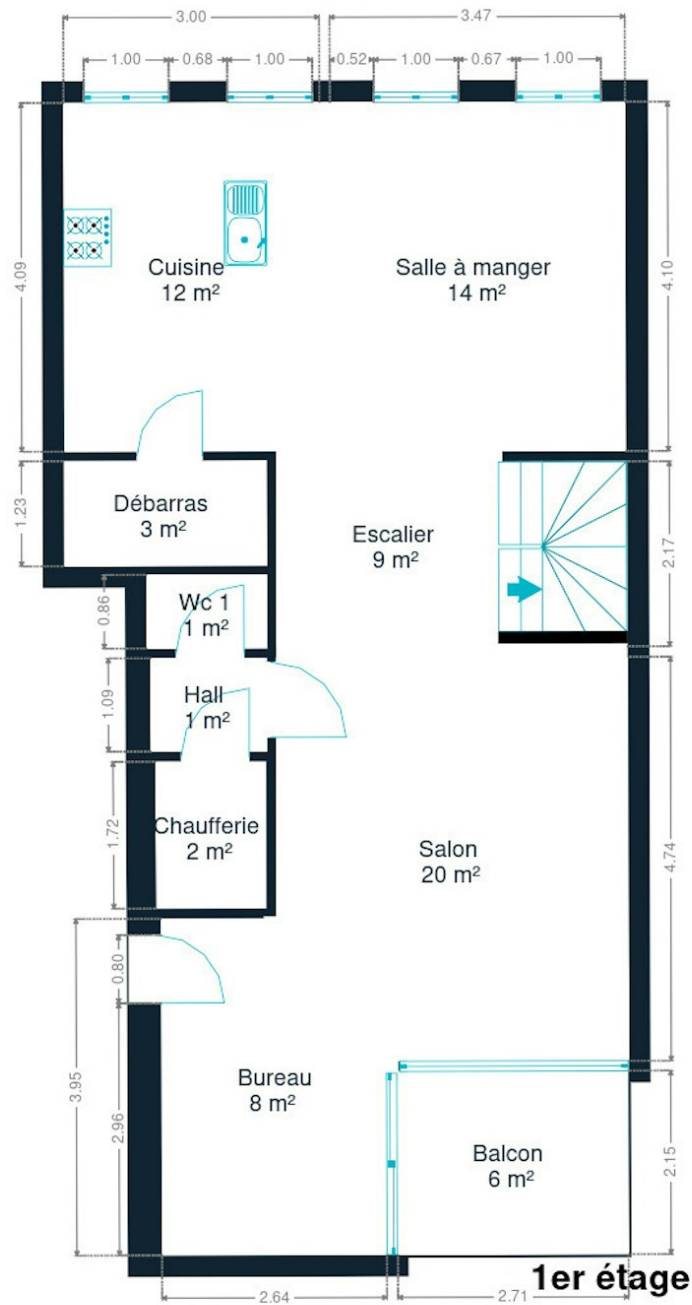 3.00
3.47
1.00
0.68
1.00
0.52
1.00
0.67
1.00
4.09
4.10
Cuisine
12 m²
Salle à manger
14 m²
1.23
Débarras
3 m²
Escalier
9 m²
2.17
0.86
Wc 1
1 m²
1.09
Hall
1 m²
1.72
Chaufferie
2 m²
Salon
20 m²
4.74
0.80
3.95
2.96
Bureau
8 m²
Balcon
6 m²
2.15
1er étage
2.64
2.71